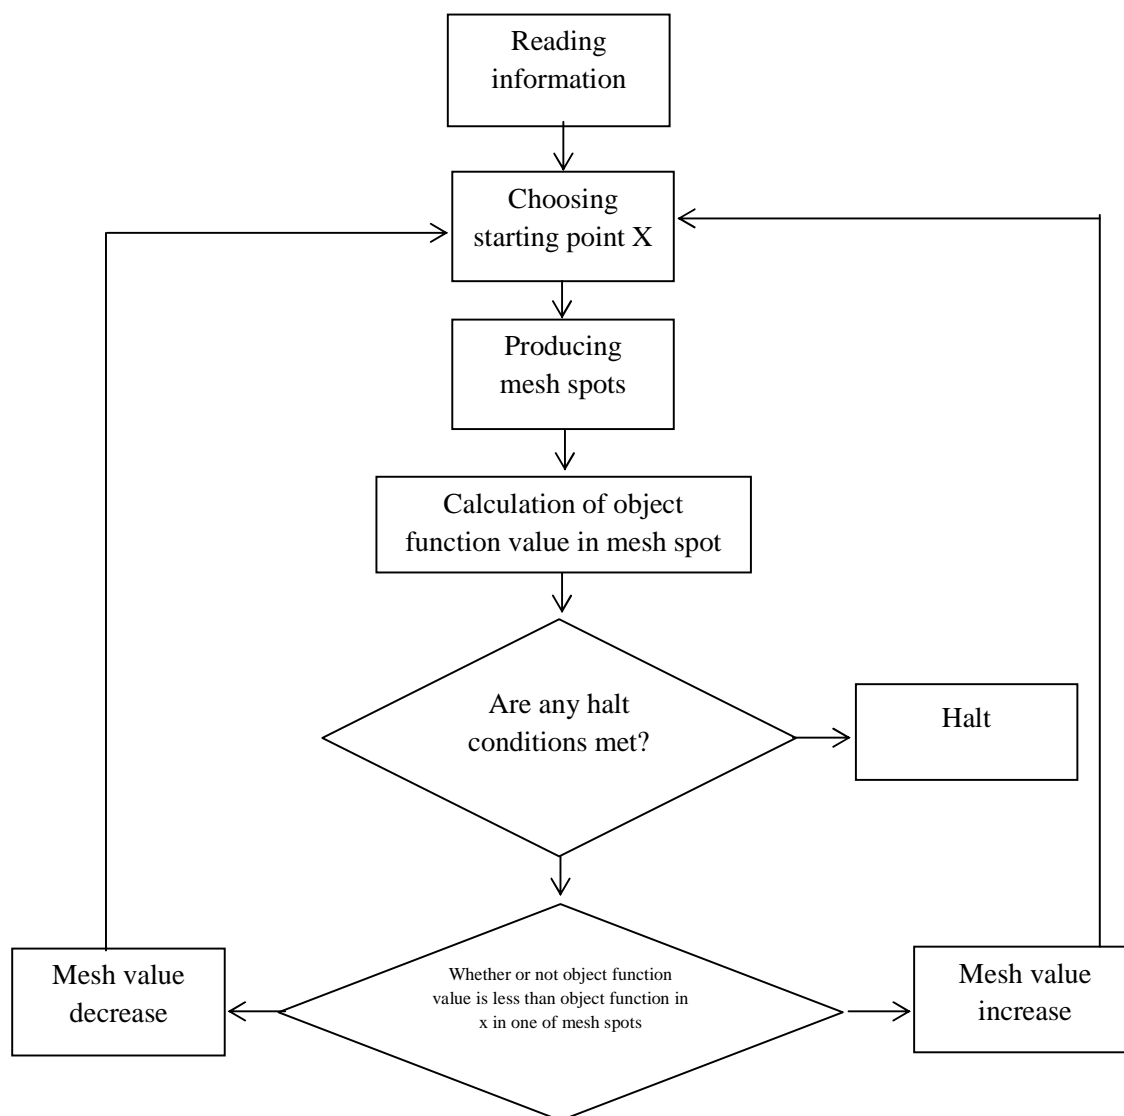 Reading
information
Choosing
starting point X
Producing
mesh spots
Calculation of object
function value in mesh spot
Are any halt
conditions met?
Halt
Whether or not object function
value is less than object function in
x in one of mesh spots
Mesh value
decrease
Mesh value
increase